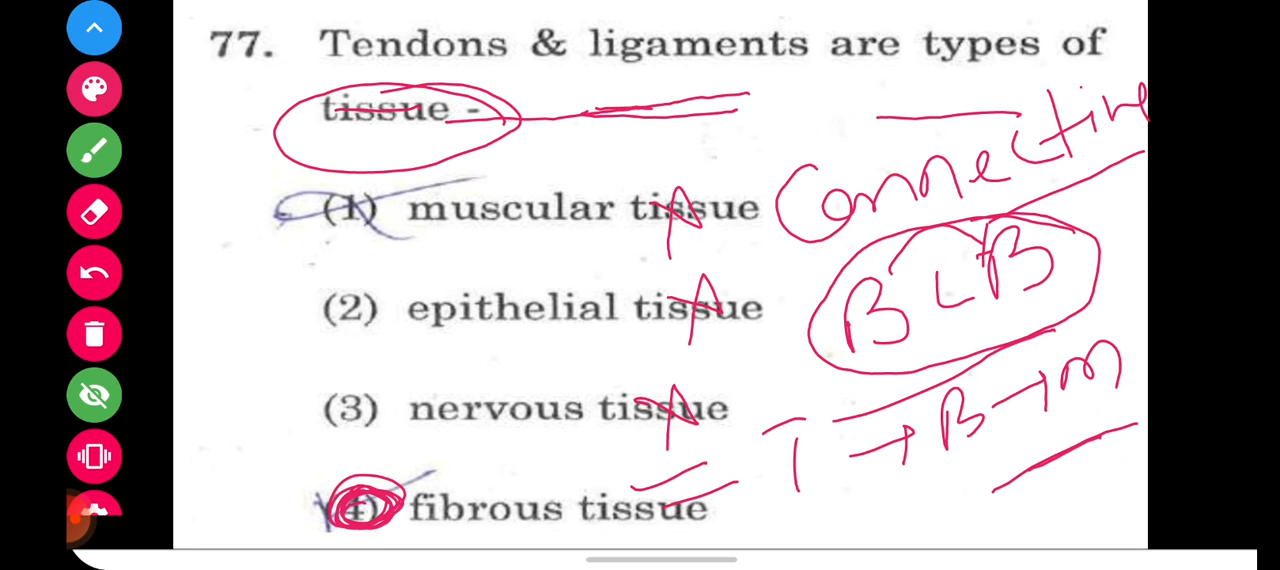 77. Tendons & ligaments are types of
tissue -
Connective
(1) muscular tissue
B L B
(2) epithelial tissue
T → B → m
(3) nervous tissue
(4) fibrous tissue